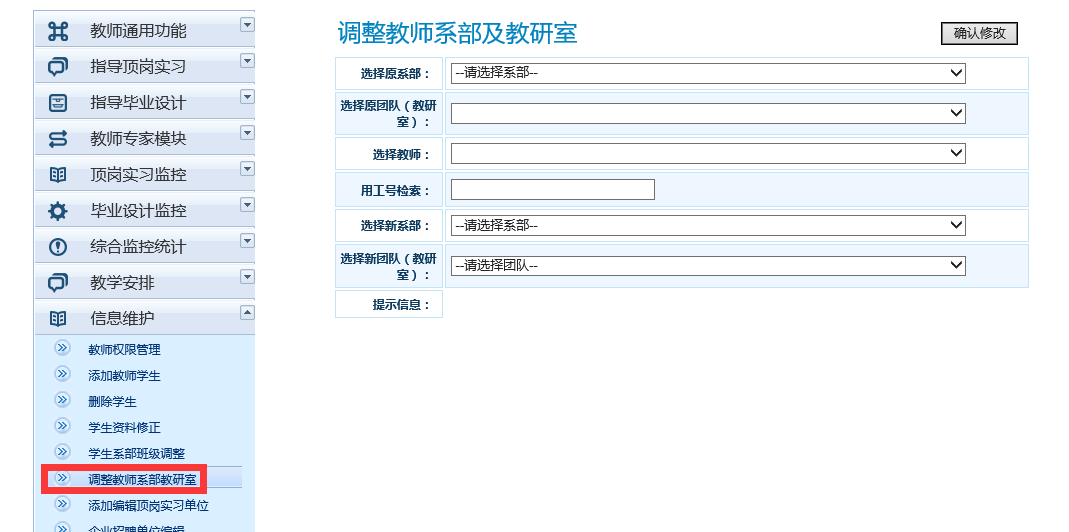 教师通用功能
指导顶岗实习
指导毕业设计
教师专家模块
顶岗实习监控
毕业设计监控
综合监控统计
教学安排
信息维护
教师权限管理
添加教师学生
删除学生
学生资料修正
学生系部班级调整
调整教师系部教研室
添加编辑顶岗实习单位
企业招聘单位编辑
调整教师系部及教研室
确认修改
选择原系部：
--请选择系部--
选择原团队（教研
室）：
选择教师：
用工号检索：
选择新系部：
--请选择系部--
选择新团队（教研
室）：
--请选择团队--
提示信息：